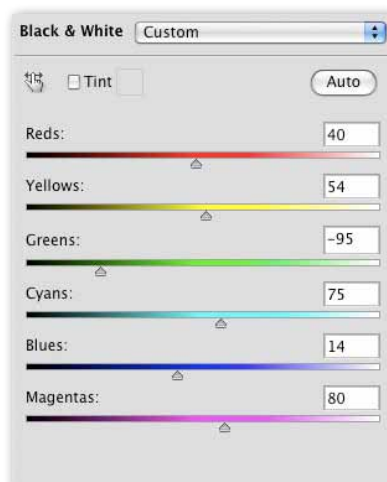 Black & White Custom
Tint Auto
Reds: 40
Yellows: 54
Greens: -95
Cyans: 75
Blues: 14
Magentas: 80